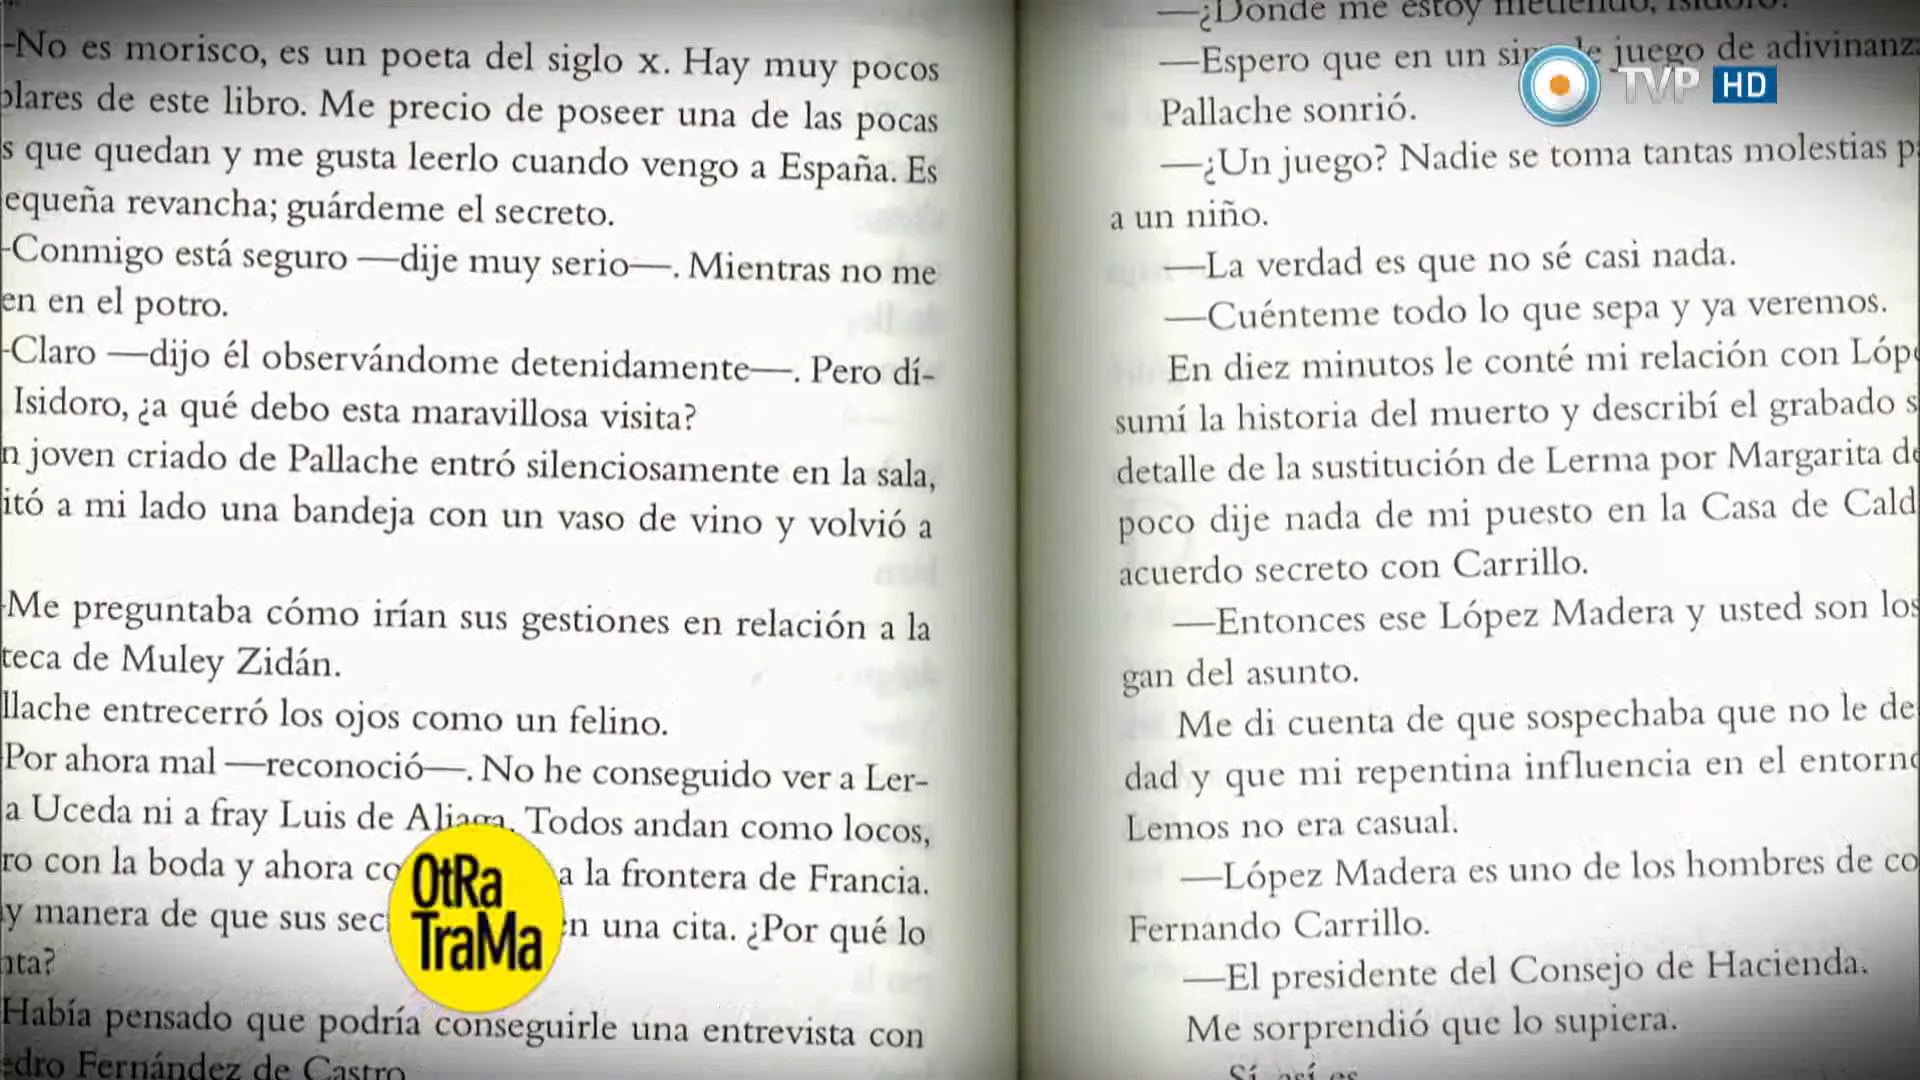 -No es morisco, es un poeta del siglo x. Hay muy pocos
plares de este libro. Me precio de poseer una de las pocas
s que quedan y me gusta leerlo cuando vengo a España. Es
equeña revancha; guárdeme el secreto.
-Conmigo está seguro —dije muy serio—. Mientras no me
en en el potro.
-Claro —dijo él observándome detenidamente—. Pero dí-
Isidoro, ¿a qué debo esta maravillosa visita?
n joven criado de Pallache entró silenciosamente en la sala,
itó a mi lado una bandeja con un vaso de vino y volvió a
-Me preguntaba cómo irían sus gestiones en relación a la
teca de Muley Zidán.
llache entrecerró los ojos como un felino.
Por ahora mal —reconoció—. No he conseguido ver a Ler-
a Uceda ni a fray Luis de Aliaga. Todos andan como locos,
ro con la boda y ahora co a la frontera de Francia.
y manera de que sus sec en una cita. ¿Por qué lo
nta?
Había pensado que podría conseguirle una entrevista con
edro Fernández de Castro
OtRa
TraMa
—¿Dónde me estoy metiendo, Isidoro?
—Espero que en un simple juego de adivinanz
Pallache sonrió.
—¿Un juego? Nadie se toma tantas molestias p
a un niño.
—La verdad es que no sé casi nada.
—Cuénteme todo lo que sepa y ya veremos.
En diez minutos le conté mi relación con Lópe
sumí la historia del muerto y describí el grabado s
detalle de la sustitución de Lerma por Margarita de
poco dije nada de mi puesto en la Casa de Cald
acuerdo secreto con Carrillo.
—Entonces ese López Madera y usted son los
gan del asunto.
Me di cuenta de que sospechaba que no le de
dad y que mi repentina influencia en el entorno
Lemos no era casual.
—López Madera es uno de los hombres de co
Fernando Carrillo.
—El presidente del Consejo de Hacienda.
Me sorprendió que lo supiera.
Sí, así es
TVP HD